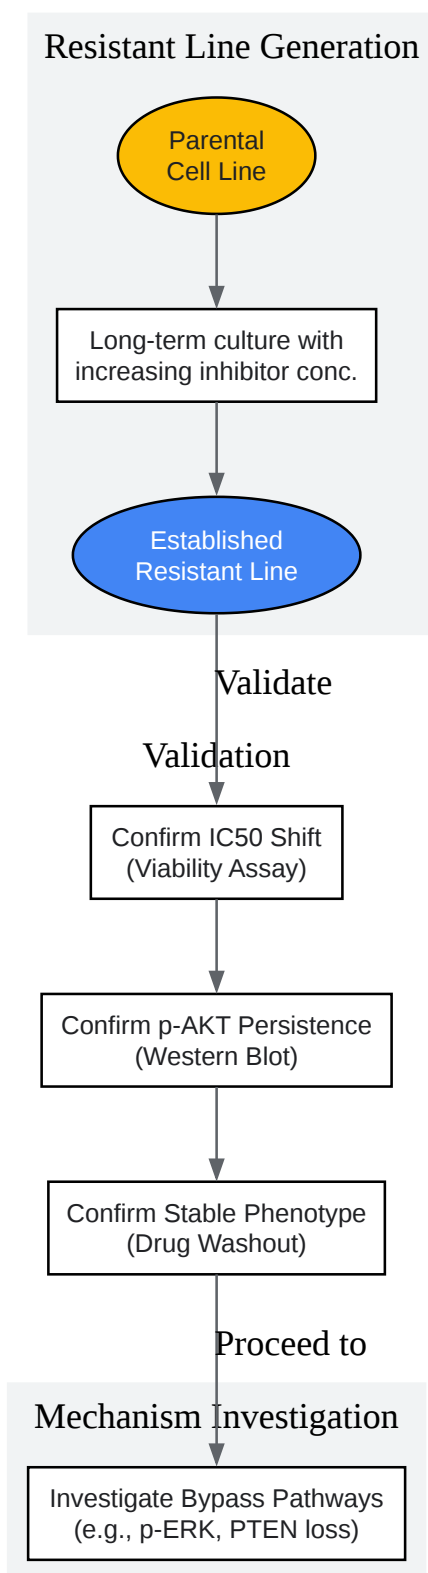 Resistant Line Generation
Parental
Cell Line
Long-term culture with
increasing inhibitor conc.
Established
Resistant Line
Validate
Validation
Confirm IC50 Shift
(Viability Assay)
Confirm p-AKT Persistence
(Western Blot)
Confirm Stable Phenotype
(Drug Washout)
Proceed to
Mechanism Investigation
Investigate Bypass Pathways
(e.g., p-ERK, PTEN loss)